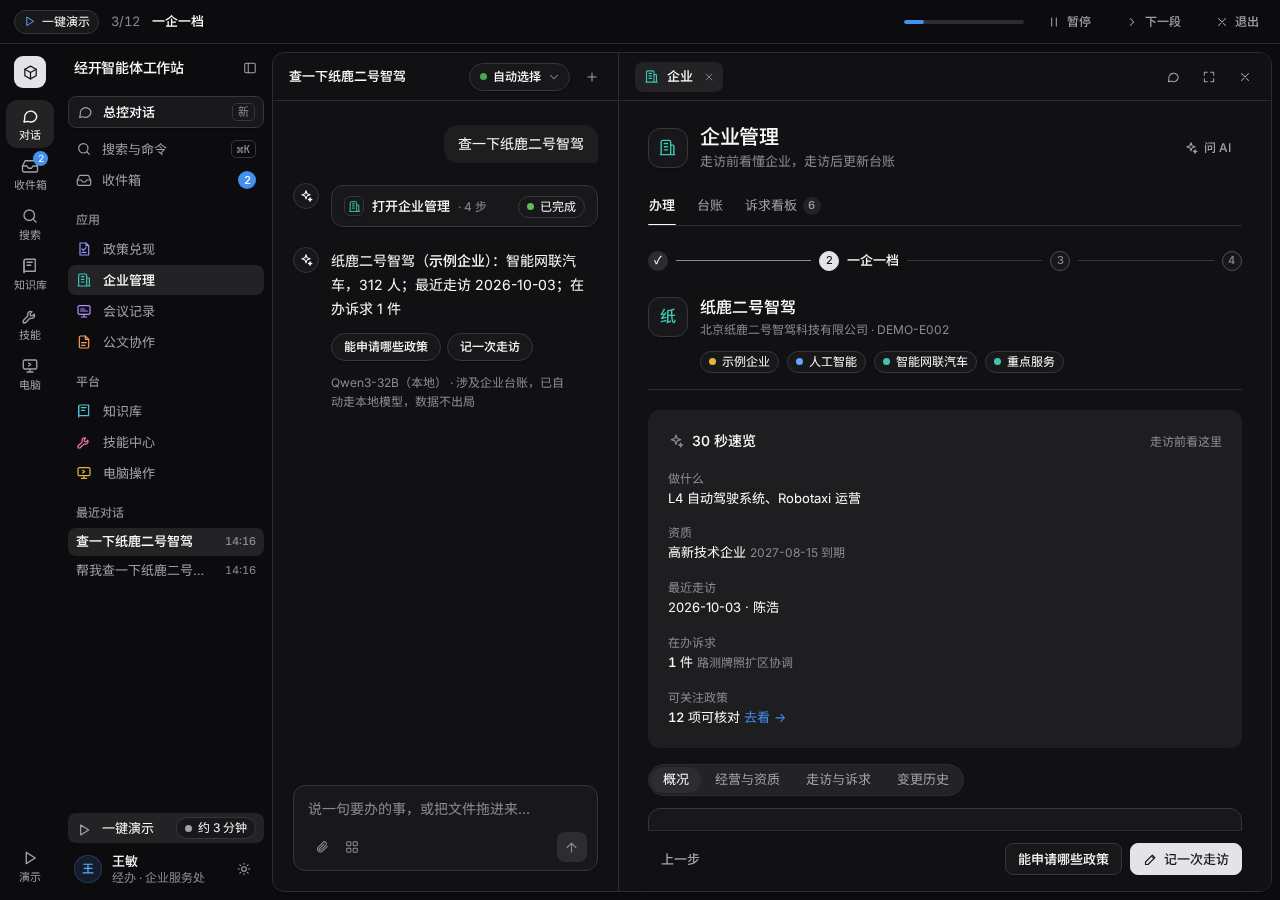 一键演示
3/12
一企一档
暂停
下一段
退出
对话
2
收件箱
搜索
知识库
技能
电脑
演示
经开智能体工作站
总控对话
新
搜索与命令
⌘K
收件箱
2
应用
政策兑现
企业管理
会议记录
公文协作
平台
知识库
技能中心
电脑操作
最近对话
查一下纸鹿二号智驾
14:16
帮我查一下纸鹿二号...
14:16
一键演示
约 3 分钟
王
王敏
经办 · 企业服务处
查一下纸鹿二号智驾
自动选择
查一下纸鹿二号智驾
打开企业管理 · 4 步
已完成
纸鹿二号智驾（示例企业）：智能网联汽
车，312 人；最近走访 2026-10-03；在
办诉求 1 件
能申请哪些政策
记一次走访
Qwen3-32B（本地） · 涉及企业台账，已自
动走本地模型，数据不出局
说一句要办的事，或把文件拖进来...
企业
企业管理
走访前看懂企业，走访后更新台账
问 AI
办理
台账
诉求看板 6
2
一企一档
3
4
纸
纸鹿二号智驾
北京纸鹿二号智驾科技有限公司 · DEMO-E002
示例企业
人工智能
智能网联汽车
重点服务
30 秒速览
走访前看这里
做什么
L4 自动驾驶系统、Robotaxi 运营
资质
高新技术企业 2027-08-15 到期
最近走访
2026-10-03 · 陈浩
在办诉求
1 件 路测牌照扩区协调
可关注政策
12 项可核对 去看 →
概况
经营与资质
走访与诉求
变更历史
上一步
能申请哪些政策
记一次走访